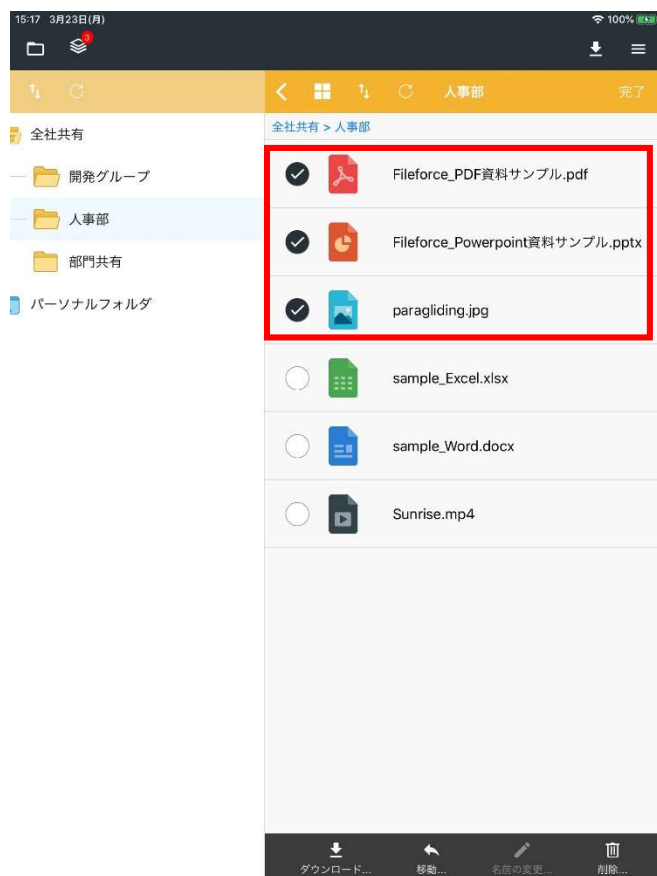 15:17 3月23日(月)
100%
3
人事部
完了
全社共有 > 人事部
全社共有
開発グループ
人事部
部門共有
パーソナルフォルダ
Fileforce_PDF資料サンプル.pdf
Fileforce_Powerpoint資料サンプル.pptx
paragliding.jpg
sample_Excel.xlsx
sample_Word.docx
Sunrise.mp4
ダウンロード...
移動...
名前の変更...
削除...